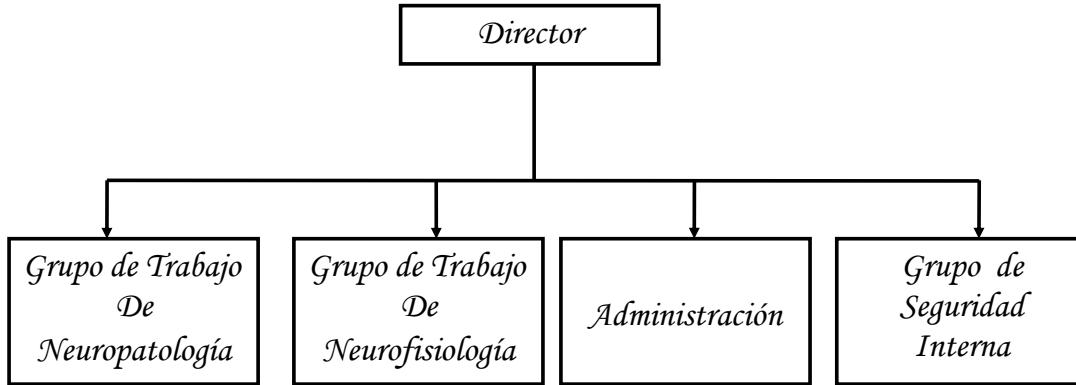 Director
Grupo de Trabajo
De
Neuropatología
Grupo de Trabajo
De
Neurofisiología
Administración
Grupo de
Seguridad
Interna